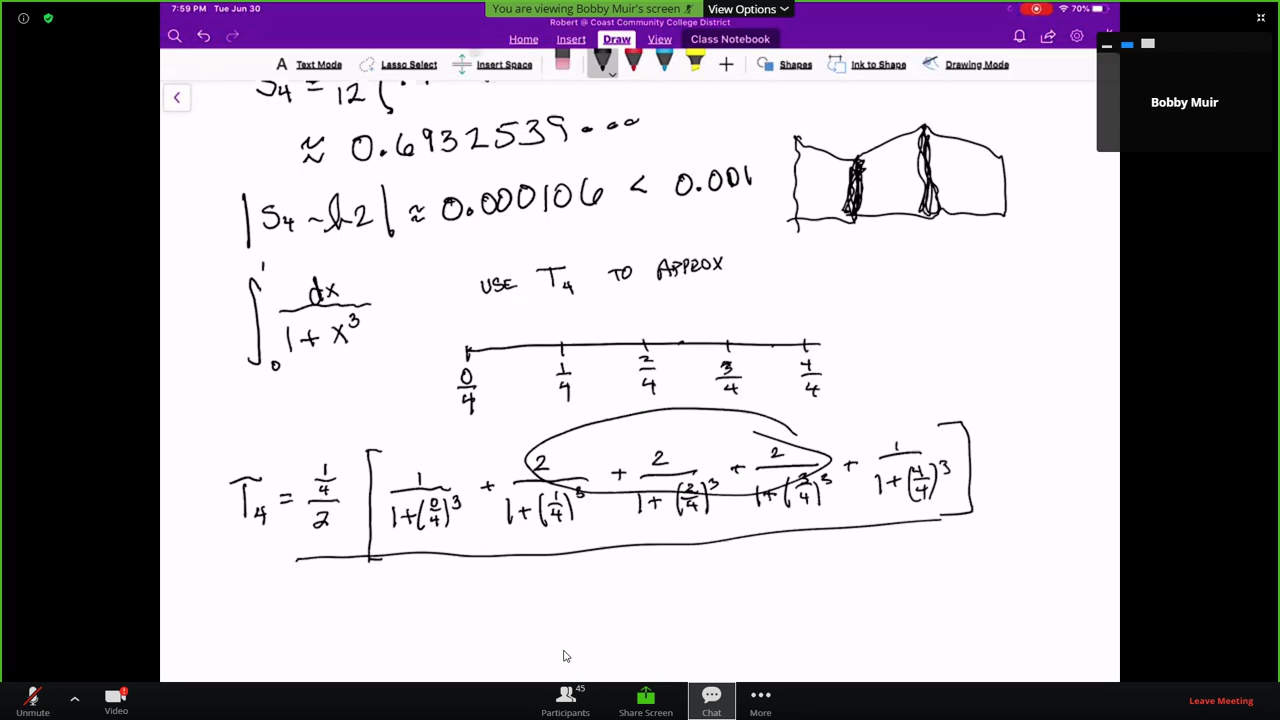 7:59 PM Tue Jun 30
You are viewing Bobby Muir's screen
View Options
70%
Robert @ Coast Community College District
Home Insert Draw View Class Notebook
Text Mode Lasso Select Insert Space Shapes Ink to Shape Drawing Mode
S4 = 12 [
≈ 0.6932539...
|S4 - ln2| ≈ 0.000106 < 0.001
∫₀¹ dx/(1 + x³) USE T4 TO APPROX
0/4 1/4 2/4 3/4 4/4
T4 = (1/4)/2 [ 1/(1+(0/4)³) + 2/(1+(1/4)³) + 2/(1+(2/4)³) + 2/(1+(3/4)³) + 1/(1+(4/4)³) ]
Bobby Muir
Unmute Video Participants 45 Share Screen Chat More Leave Meeting